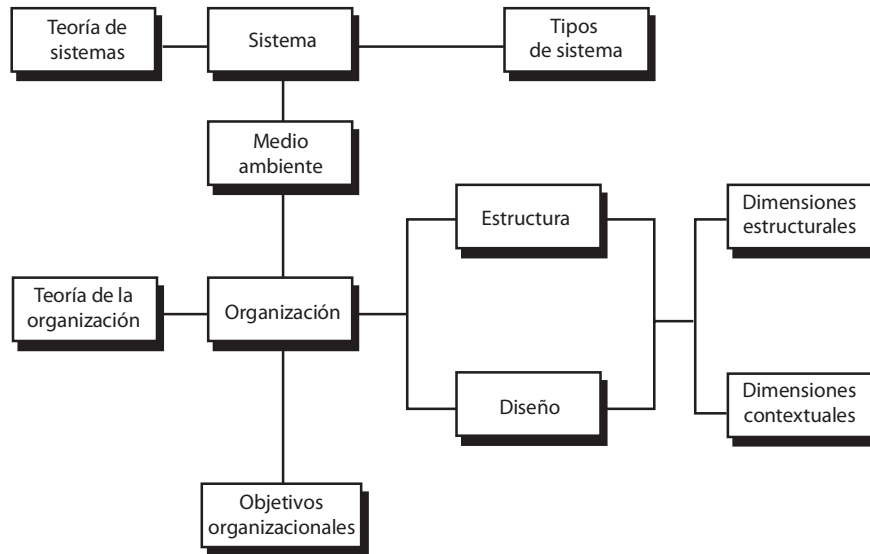 Teoría de
sistemas
Sistema
Tipos
de sistema
Medio
ambiente
Estructura
Dimensiones
estructurales
Teoría de la
organización
Organización
Diseño
Dimensiones
contextuales
Objetivos
organizacionales